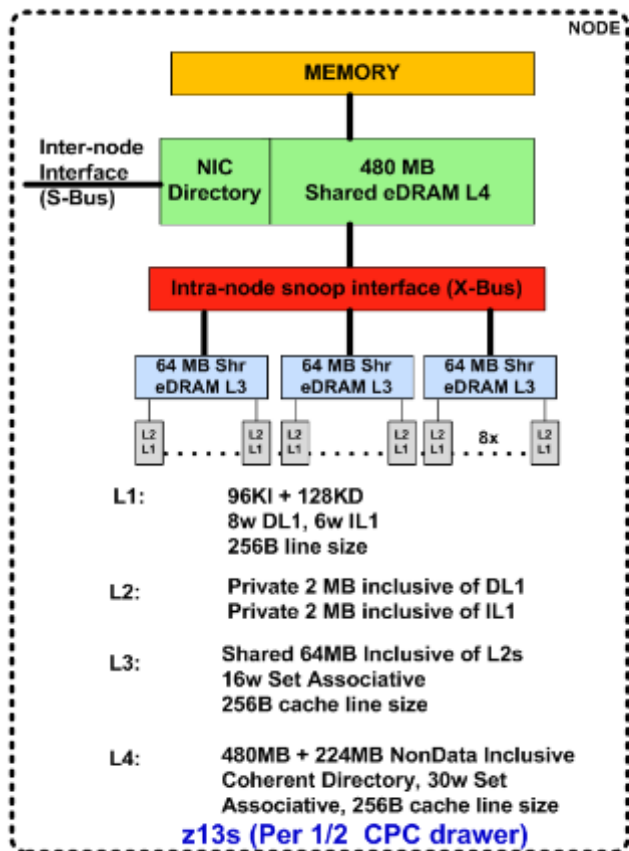 NODE
MEMORY
Inter-node
Interface
(S-Bus)
NIC
Directory
480 MB
Shared eDRAM L4
Intra-node snoop interface (X-Bus)
64 MB Shr
eDRAM L3
64 MB Shr
eDRAM L3
64 MB Shr
eDRAM L3
L2
L1
L2
L1
L2
L1
L2
L1
L2
L1
8x
L2
L1
L1:
96KI + 128KD
8w DL1, 6w IL1
256B line size
L2:
Private 2 MB inclusive of DL1
Private 2 MB inclusive of IL1
L3:
Shared 64MB Inclusive of L2s
16w Set Associative
256B cache line size
L4:
480MB + 224MB NonData Inclusive
Coherent Directory, 30w Set
Associative, 256B cache line size
z13s (Per 1/2 CPC drawer)